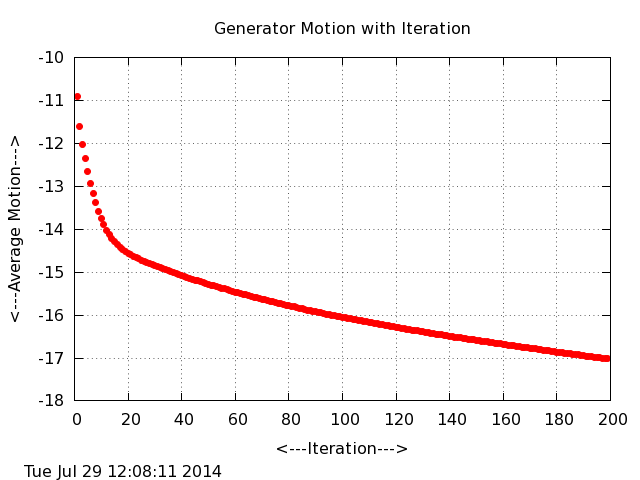 Generator Motion with Iteration
-10
-11
-12
-13
-14
-15
-16
-17
-18
<---Average Motion--->
0 20 40 60 80 100 120 140 160 180 200
<---Iteration--->
Tue Jul 29 12:08:11 2014